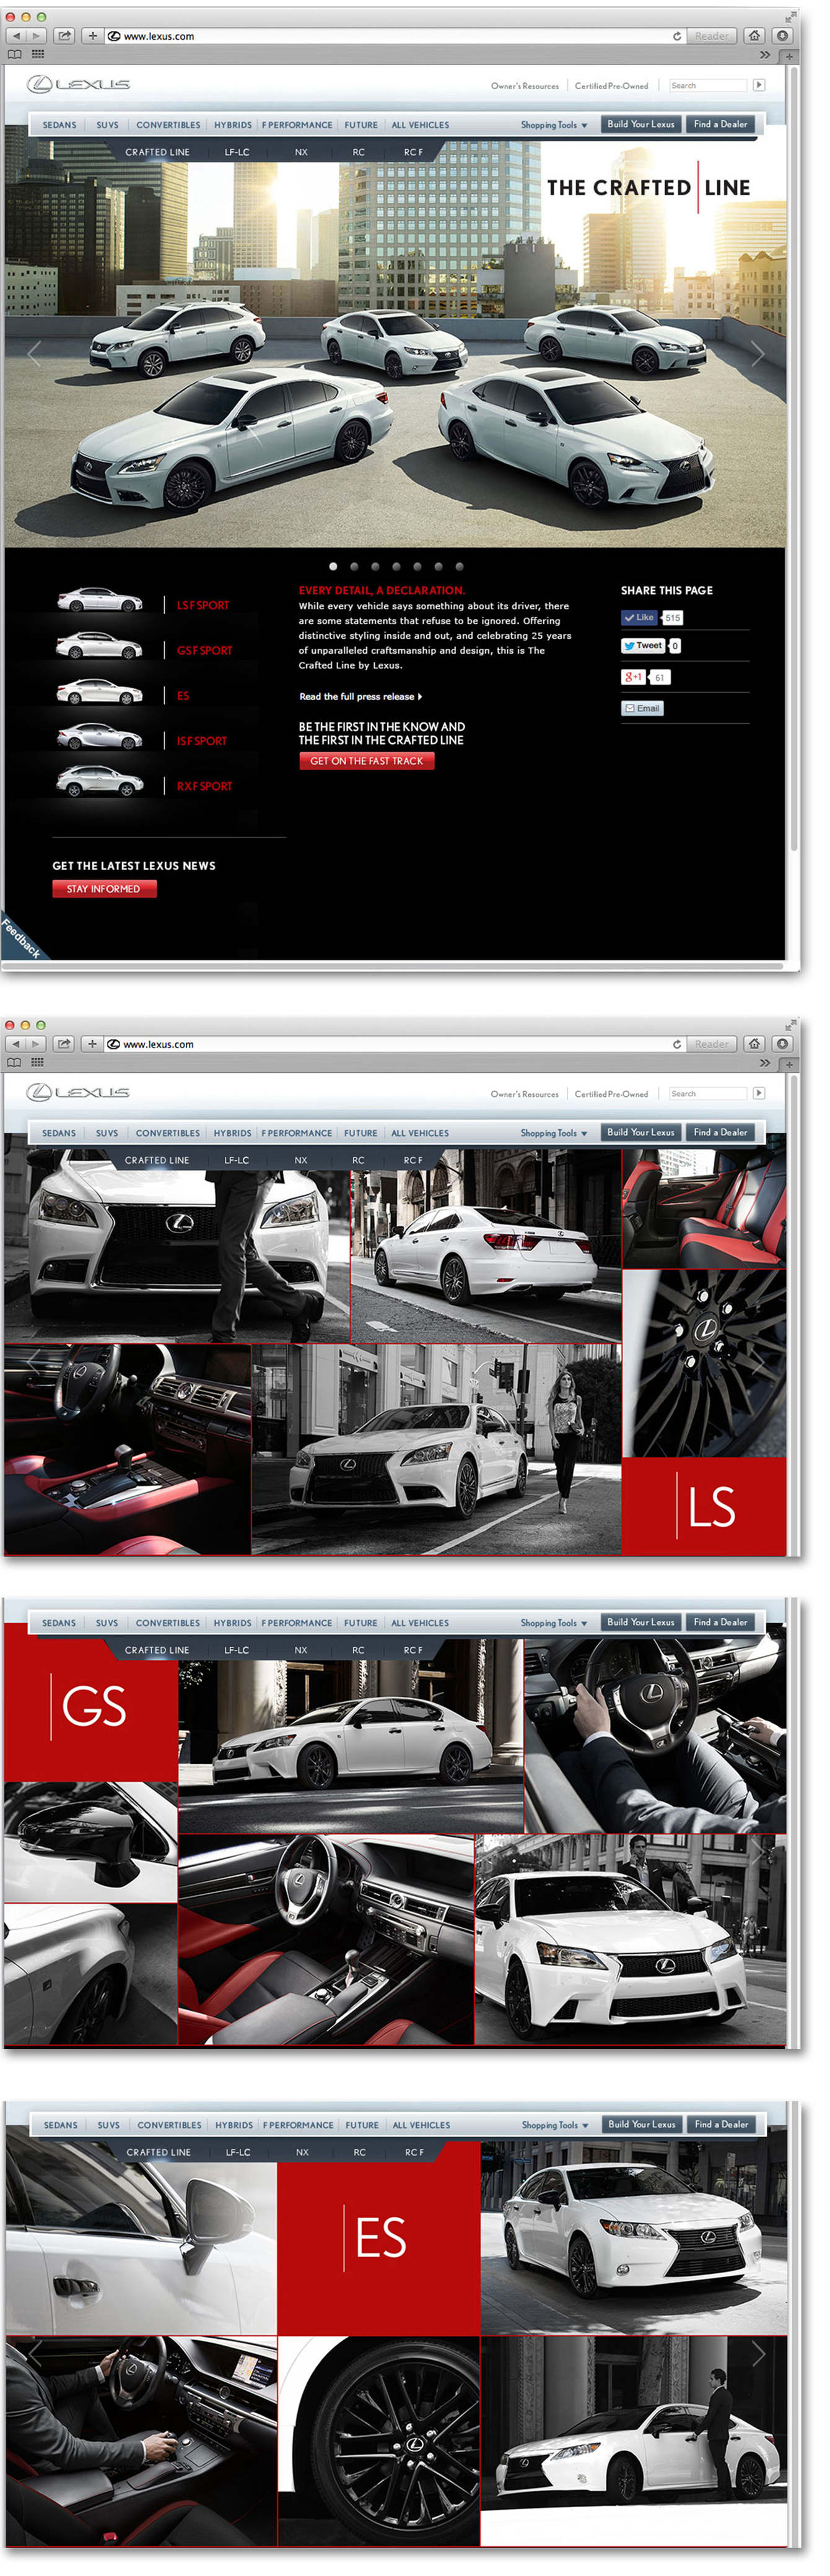 www.lexus.com
Reader
LEXUS
Owner's Resources
Certified Pre-Owned
Search
SEDANS SUVS CONVERTIBLES HYBRIDS F PERFORMANCE FUTURE ALL VEHICLES Shopping Tools Build Your Lexus Find a Dealer
CRAFTED LINE LF-LC NX RC RC F
THE CRAFTED LINE
LS F SPORT
GS F SPORT
ES
IS F SPORT
RX F SPORT
GET THE LATEST LEXUS NEWS
STAY INFORMED
Feedback
EVERY DETAIL, A DECLARATION.
While every vehicle says something about its driver, there
are some statements that refuse to be ignored. Offering
distinctive styling inside and out, and celebrating 25 years
of unparalleled craftsmanship and design, this is The
Crafted Line by Lexus.
Read the full press release
BE THE FIRST IN THE KNOW AND
THE FIRST IN THE CRAFTED LINE
GET ON THE FAST TRACK
SHARE THIS PAGE
Like 515
Tweet 0
g+1 61
Email
www.lexus.com
Reader
LEXUS
Owner's Resources
Certified Pre-Owned
Search
SEDANS SUVS CONVERTIBLES HYBRIDS F PERFORMANCE FUTURE ALL VEHICLES Shopping Tools Build Your Lexus Find a Dealer
CRAFTED LINE LF-LC NX RC RC F
LS
SEDANS SUVS CONVERTIBLES HYBRIDS F PERFORMANCE FUTURE ALL VEHICLES Shopping Tools Build Your Lexus Find a Dealer
CRAFTED LINE LF-LC NX RC RC F
GS
SEDANS SUVS CONVERTIBLES HYBRIDS F PERFORMANCE FUTURE ALL VEHICLES Shopping Tools Build Your Lexus Find a Dealer
CRAFTED LINE LF-LC NX RC RC F
ES